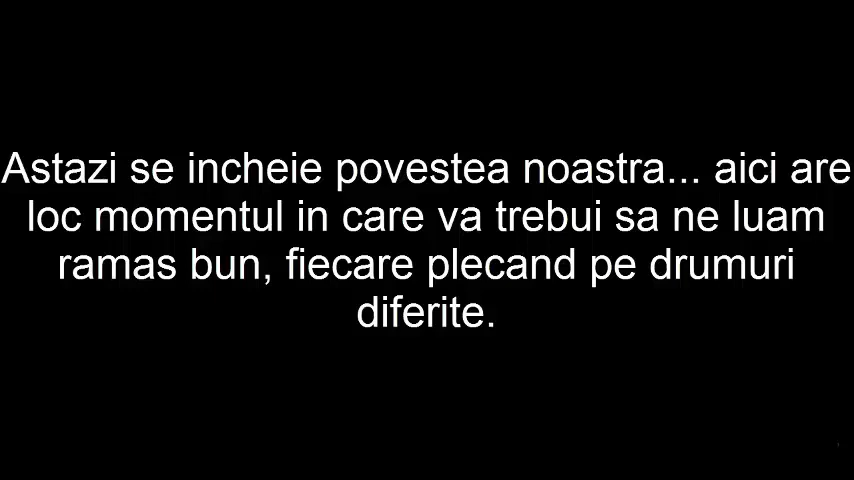 Astazi se incheie povestea noastra... aici are
loc momentul in care va trebui sa ne luam
ramas bun, fiecare plecand pe drumuri
diferite.